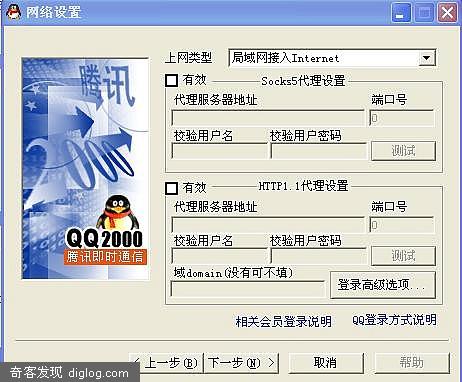 网络设置
上网类型 局域网接入Internet
有效 Socks5代理设置
代理服务器地址 端口号
0
校验用户名 校验用户密码 测试
有效 HTTP1.1代理设置
代理服务器地址 端口号
0
校验用户名 校验用户密码 测试
域domain(没有可不填) 登录高级选项...
相关会员登录说明 QQ登录方式说明
腾讯
2000
QQ2000
腾讯即时通信
< 上一步(B) 下一步(N) > 取消 帮助
奇客发现 diglog.com